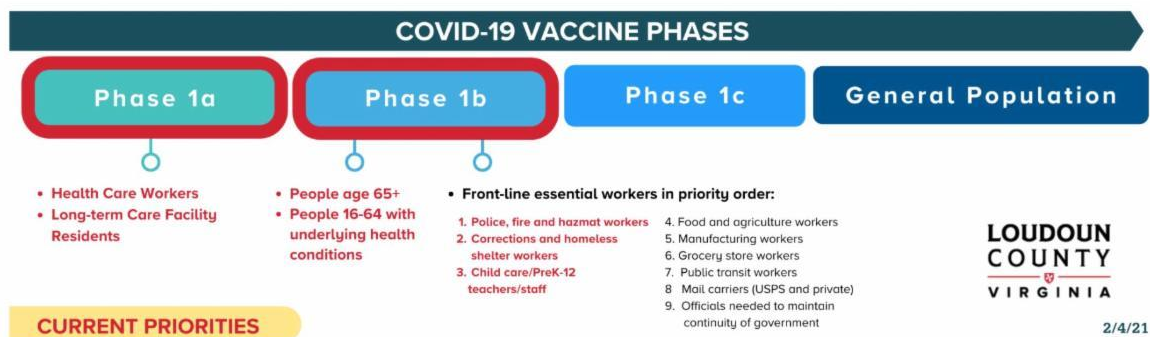 COVID-19 VACCINE PHASES
Phase 1a
Phase 1b
Phase 1c
General Population
• Health Care Workers
• Long-term Care Facility
Residents
• People age 65+
• People 16-64 with
underlying health
conditions
• Front-line essential workers in priority order:
1. Police, fire and hazmat workers
2. Corrections and homeless
shelter workers
3. Child care/PreK-12
teachers/staff
4. Food and agriculture workers
5. Manufacturing workers
6. Grocery store workers
7. Public transit workers
8 Mail carriers (USPS and private)
9. Officials needed to maintain
continuity of government
LOUDOUN
COUNTY
VIRGINIA
CURRENT PRIORITIES
2/4/21